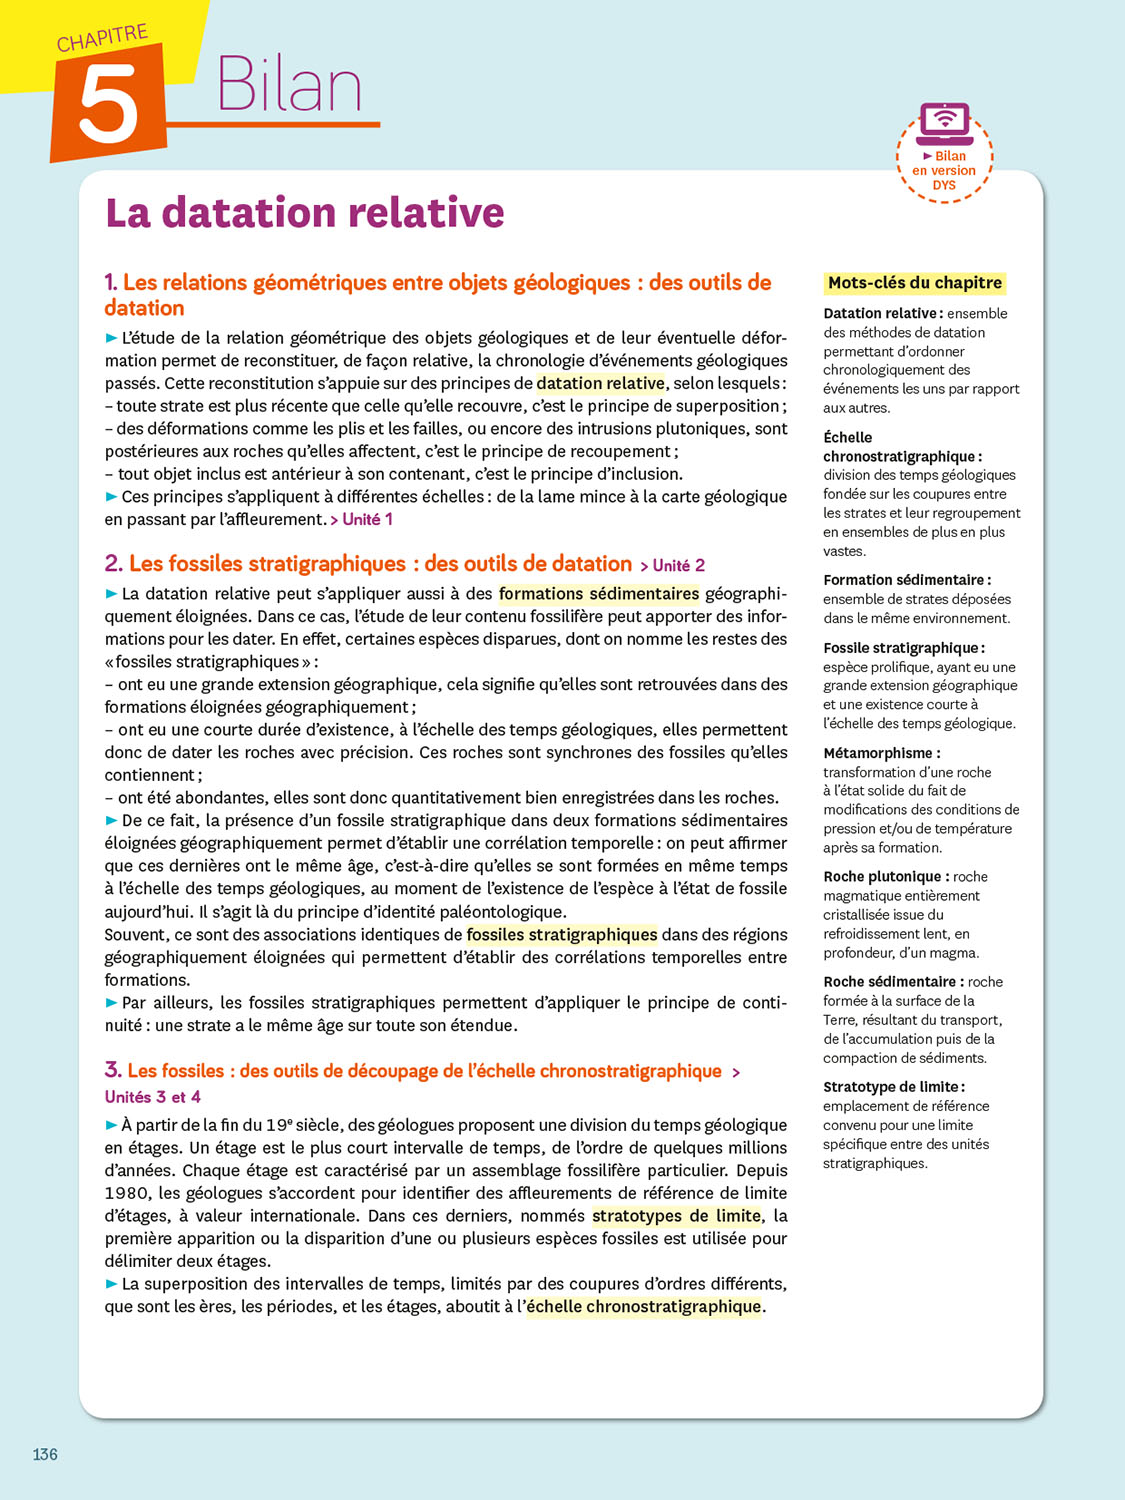 CHAPITRE
5
Bilan
► Bilan
en version
DYS
La datation relative
1. Les relations géométriques entre objets géologiques : des outils de
datation
► L’étude de la relation géométrique des objets géologiques et de leur éventuelle défor-
mation permet de reconstituer, de façon relative, la chronologie d’événements géologiques
passés. Cette reconstitution s’appuie sur des principes de datation relative, selon lesquels :
– toute strate est plus récente que celle qu’elle recouvre, c’est le principe de superposition ;
– des déformations comme les plis et les failles, ou encore des intrusions plutoniques, sont
postérieures aux roches qu’elles affectent, c’est le principe de recoupement ;
– tout objet inclus est antérieur à son contenant, c’est le principe d’inclusion.
► Ces principes s’appliquent à différentes échelles : de la lame mince à la carte géologique
en passant par l’affleurement. > Unité 1
2. Les fossiles stratigraphiques : des outils de datation > Unité 2
► La datation relative peut s’appliquer aussi à des formations sédimentaires géographi-
quement éloignées. Dans ce cas, l’étude de leur contenu fossilifère peut apporter des infor-
mations pour les dater. En effet, certaines espèces disparues, dont on nomme les restes des
« fossiles stratigraphiques » :
– ont eu une grande extension géographique, cela signifie qu’elles sont retrouvées dans des
formations éloignées géographiquement ;
– ont eu une courte durée d’existence, à l’échelle des temps géologiques, elles permettent
donc de dater les roches avec précision. Ces roches sont synchrones des fossiles qu’elles
contiennent ;
– ont été abondantes, elles sont donc quantitativement bien enregistrées dans les roches.
► De ce fait, la présence d’un fossile stratigraphique dans deux formations sédimentaires
éloignées géographiquement permet d’établir une corrélation temporelle : on peut affirmer
que ces dernières ont le même âge, c’est-à-dire qu’elles se sont formées en même temps
à l’échelle des temps géologiques, au moment de l’existence de l’espèce à l’état de fossile
aujourd’hui. Il s’agit là du principe d’identité paléontologique.
Souvent, ce sont des associations identiques de fossiles stratigraphiques dans des régions
géographiquement éloignées qui permettent d’établir des corrélations temporelles entre
formations.
► Par ailleurs, les fossiles stratigraphiques permettent d’appliquer le principe de conti-
nuité : une strate a le même âge sur toute son étendue.
3. Les fossiles : des outils de découpage de l’échelle chronostratigraphique >
Unités 3 et 4
► À partir de la fin du 19e siècle, des géologues proposent une division du temps géologique
en étages. Un étage est le plus court intervalle de temps, de l’ordre de quelques millions
d’années. Chaque étage est caractérisé par un assemblage fossilifère particulier. Depuis
1980, les géologues s’accordent pour identifier des affleurements de référence de limite
d’étages, à valeur internationale. Dans ces derniers, nommés stratotypes de limite, la
première apparition ou la disparition d’une ou plusieurs espèces fossiles est utilisée pour
délimiter deux étages.
► La superposition des intervalles de temps, limités par des coupures d’ordres différents,
que sont les ères, les périodes, et les étages, aboutit à l’échelle chronostratigraphique.
Mots-clés du chapitre
Datation relative : ensemble
des méthodes de datation
permettant d’ordonner
chronologiquement des
événements les uns par rapport
aux autres.
Échelle
chronostratigraphique :
division des temps géologiques
fondée sur les coupures entre
les strates et leur regroupement
en ensembles de plus en plus
vastes.
Formation sédimentaire :
ensemble de strates déposées
dans le même environnement.
Fossile stratigraphique :
espèce prolifique, ayant eu une
grande extension géographique
et une existence courte à
l’échelle des temps géologique.
Métamorphisme :
transformation d’une roche
à l’état solide du fait de
modifications des conditions de
pression et/ou de température
après sa formation.
Roche plutonique : roche
magmatique entièrement
cristallisée issue du
refroidissement lent, en
profondeur, d’un magma.
Roche sédimentaire : roche
formée à la surface de la
Terre, résultant du transport,
de l’accumulation puis de la
compaction de sédiments.
Stratotype de limite :
emplacement de référence
convenu pour une limite
spécifique entre des unités
stratigraphiques.
136